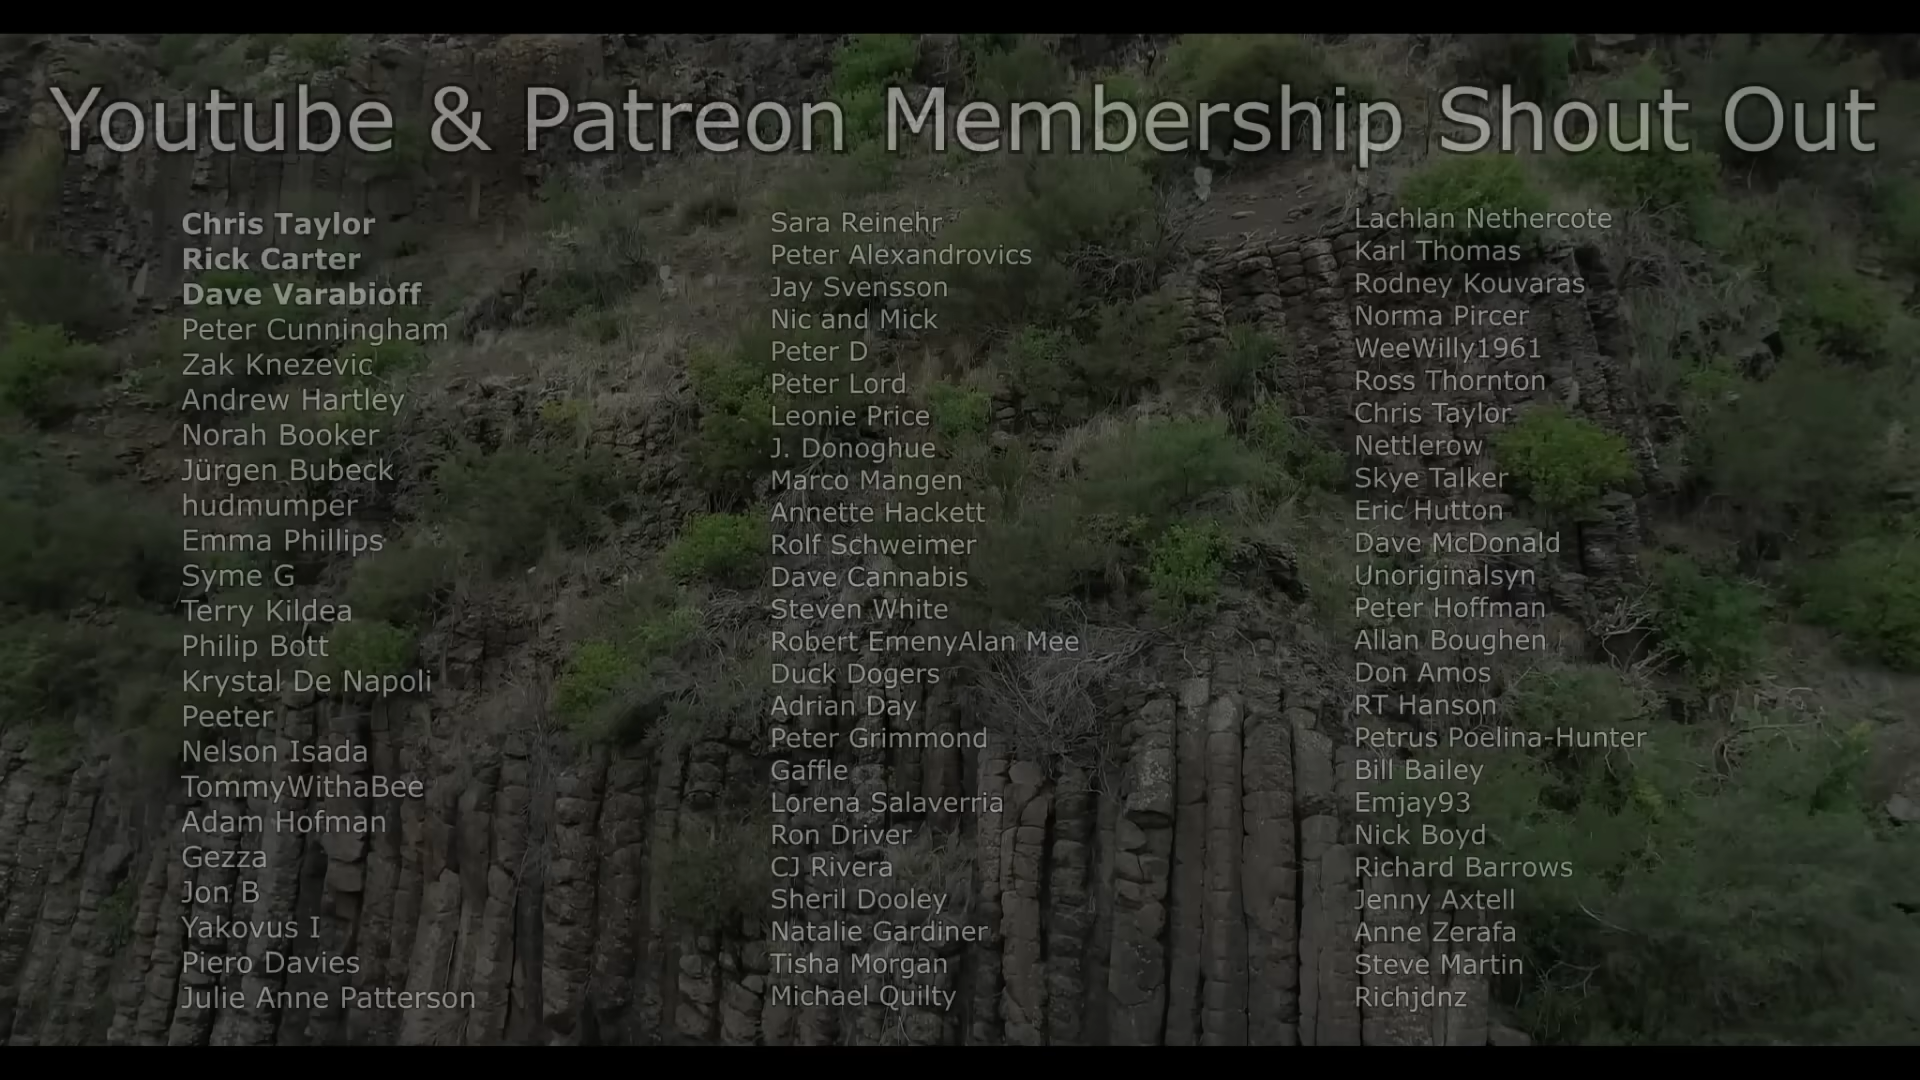 Youtube & Patreon Membership Shout Out
Chris Taylor
Rick Carter
Dave Varabioff
Peter Cunningham
Zak Knezevic
Andrew Hartley
Norah Booker
Jürgen Bubeck
hudmumper
Emma Phillips
Syme G
Terry Kildea
Philip Bott
Krystal De Napoli
Peeter
Nelson Isada
TommyWithaBee
Adam Hofman
Gezza
Jon B
Yakovus I
Piero Davies
Julie Anne Patterson
Sara Reinehr
Peter Alexandrovics
Jay Svensson
Nic and Mick
Peter D
Peter Lord
Leonie Price
J. Donoghue
Marco Mangen
Annette Hackett
Rolf Schweimer
Dave Cannabis
Steven White
Robert EmenyAlan Mee
Duck Dogers
Adrian Day
Peter Grimmond
Gaffle
Lorena Salaverria
Ron Driver
CJ Rivera
Sheril Dooley
Natalie Gardiner
Tisha Morgan
Michael Quilty
Lachlan Nethercote
Karl Thomas
Rodney Kouvaras
Norma Pircer
WeeWilly1961
Ross Thornton
Chris Taylor
Nettlerow
Skye Talker
Eric Hutton
Dave McDonald
Unoriginalsyn
Peter Hoffman
Allan Boughen
Don Amos
RT Hanson
Petrus Poelina-Hunter
Bill Bailey
Emjay93
Nick Boyd
Richard Barrows
Jenny Axtell
Anne Zerafa
Steve Martin
Richjdnz